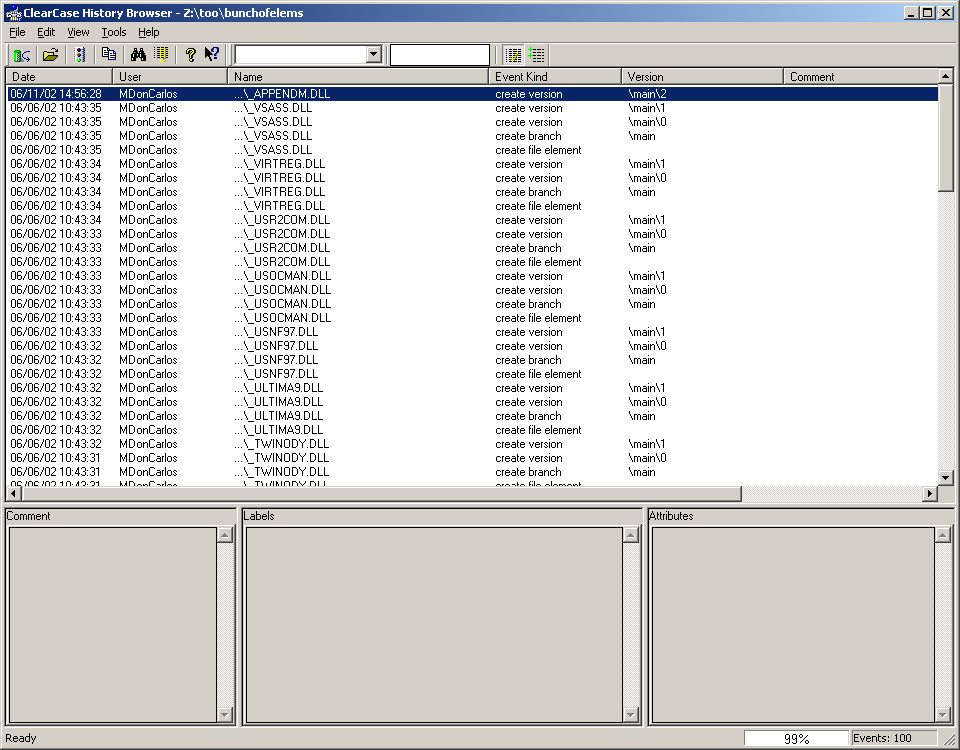 ClearCase History Browser - Z:\too\bunchofelems
File Edit View Tools Help
Date User Name Event Kind Version Comment
06/11/02 14:56:28 MDonCarlos ...\_APPENDM.DLL create version \main\2
06/06/02 10:43:35 MDonCarlos ...\_VSASS.DLL create version \main\1
06/06/02 10:43:35 MDonCarlos ...\_VSASS.DLL create version \main\0
06/06/02 10:43:35 MDonCarlos ...\_VSASS.DLL create branch \main
06/06/02 10:43:35 MDonCarlos ...\_VSASS.DLL create file element
06/06/02 10:43:34 MDonCarlos ...\_VIRTREG.DLL create version \main\1
06/06/02 10:43:34 MDonCarlos ...\_VIRTREG.DLL create version \main\0
06/06/02 10:43:34 MDonCarlos ...\_VIRTREG.DLL create branch \main
06/06/02 10:43:34 MDonCarlos ...\_VIRTREG.DLL create file element
06/06/02 10:43:34 MDonCarlos ...\_USR2COM.DLL create version \main\1
06/06/02 10:43:33 MDonCarlos ...\_USR2COM.DLL create version \main\0
06/06/02 10:43:33 MDonCarlos ...\_USR2COM.DLL create branch \main
06/06/02 10:43:33 MDonCarlos ...\_USR2COM.DLL create file element
06/06/02 10:43:33 MDonCarlos ...\_USOCMAN.DLL create version \main\1
06/06/02 10:43:33 MDonCarlos ...\_USOCMAN.DLL create version \main\0
06/06/02 10:43:33 MDonCarlos ...\_USOCMAN.DLL create branch \main
06/06/02 10:43:33 MDonCarlos ...\_USOCMAN.DLL create file element
06/06/02 10:43:33 MDonCarlos ...\_USNF97.DLL create version \main\1
06/06/02 10:43:32 MDonCarlos ...\_USNF97.DLL create version \main\0
06/06/02 10:43:32 MDonCarlos ...\_USNF97.DLL create branch \main
06/06/02 10:43:32 MDonCarlos ...\_USNF97.DLL create file element
06/06/02 10:43:32 MDonCarlos ...\_ULTIMA9.DLL create version \main\1
06/06/02 10:43:32 MDonCarlos ...\_ULTIMA9.DLL create version \main\0
06/06/02 10:43:32 MDonCarlos ...\_ULTIMA9.DLL create branch \main
06/06/02 10:43:32 MDonCarlos ...\_ULTIMA9.DLL create file element
06/06/02 10:43:32 MDonCarlos ...\_TWINODY.DLL create version \main\1
06/06/02 10:43:31 MDonCarlos ...\_TWINODY.DLL create version \main\0
06/06/02 10:43:31 MDonCarlos ...\_TWINODY.DLL create branch \main
06/06/02 10:43:31 MDonCarlos ...\_TWINODY.DLL create file element
Comment Labels Attributes
Ready 99% Events: 100